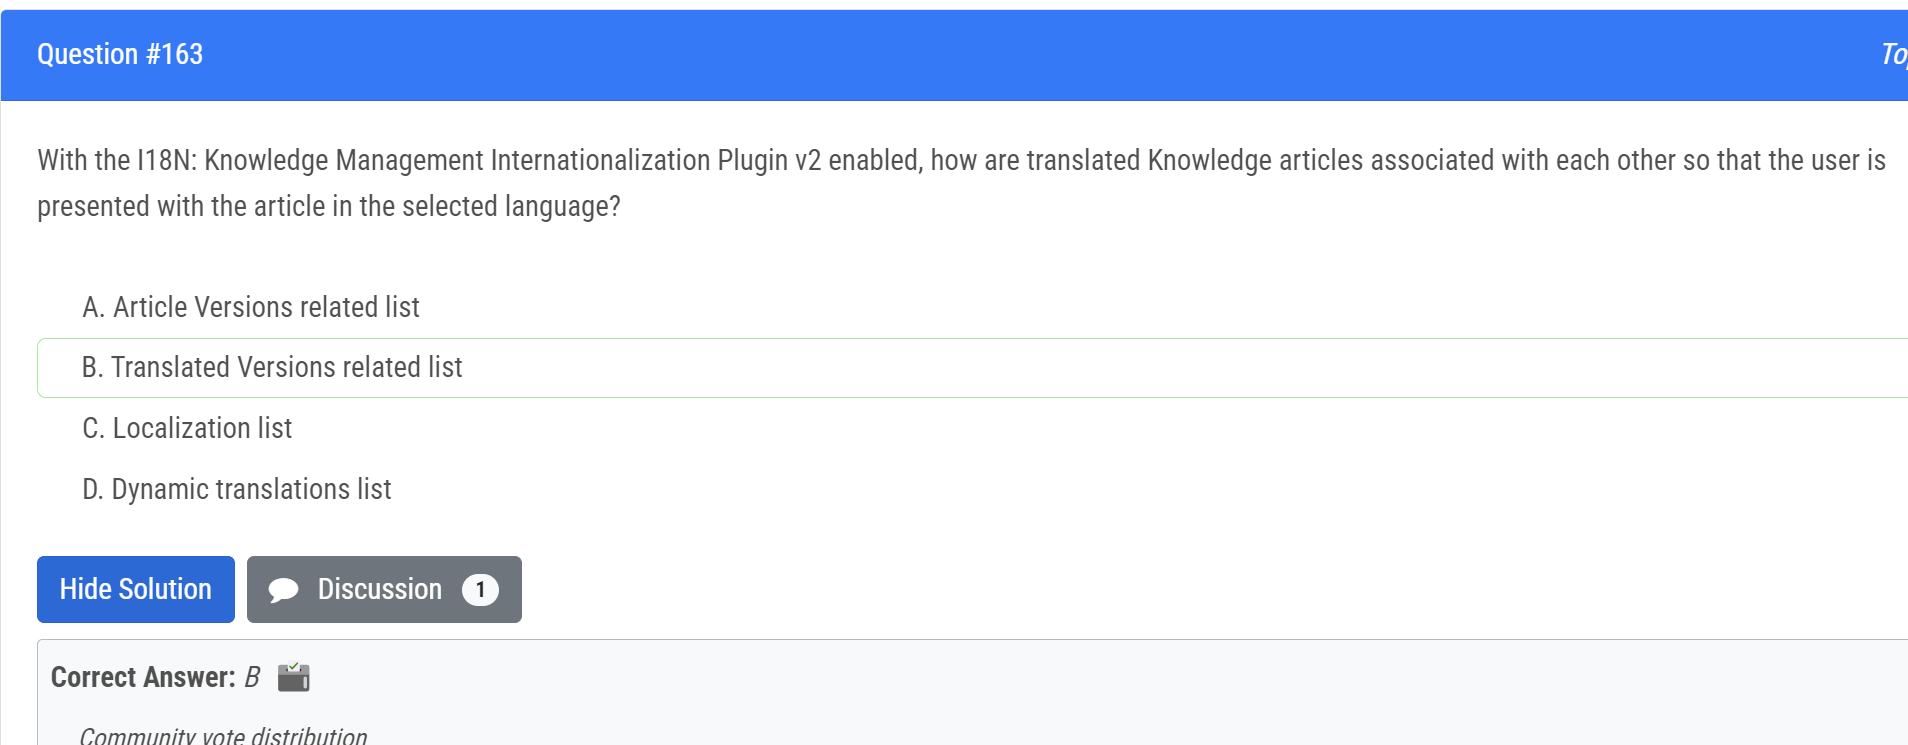 Question #163
With the I18N: Knowledge Management Internationalization Plugin v2 enabled, how are translated Knowledge articles associated with each other so that the user is
presented with the article in the selected language?
A. Article Versions related list
B. Translated Versions related list
C. Localization list
D. Dynamic translations list
Hide Solution
Discussion 1
Correct Answer: B
Community vote distribution